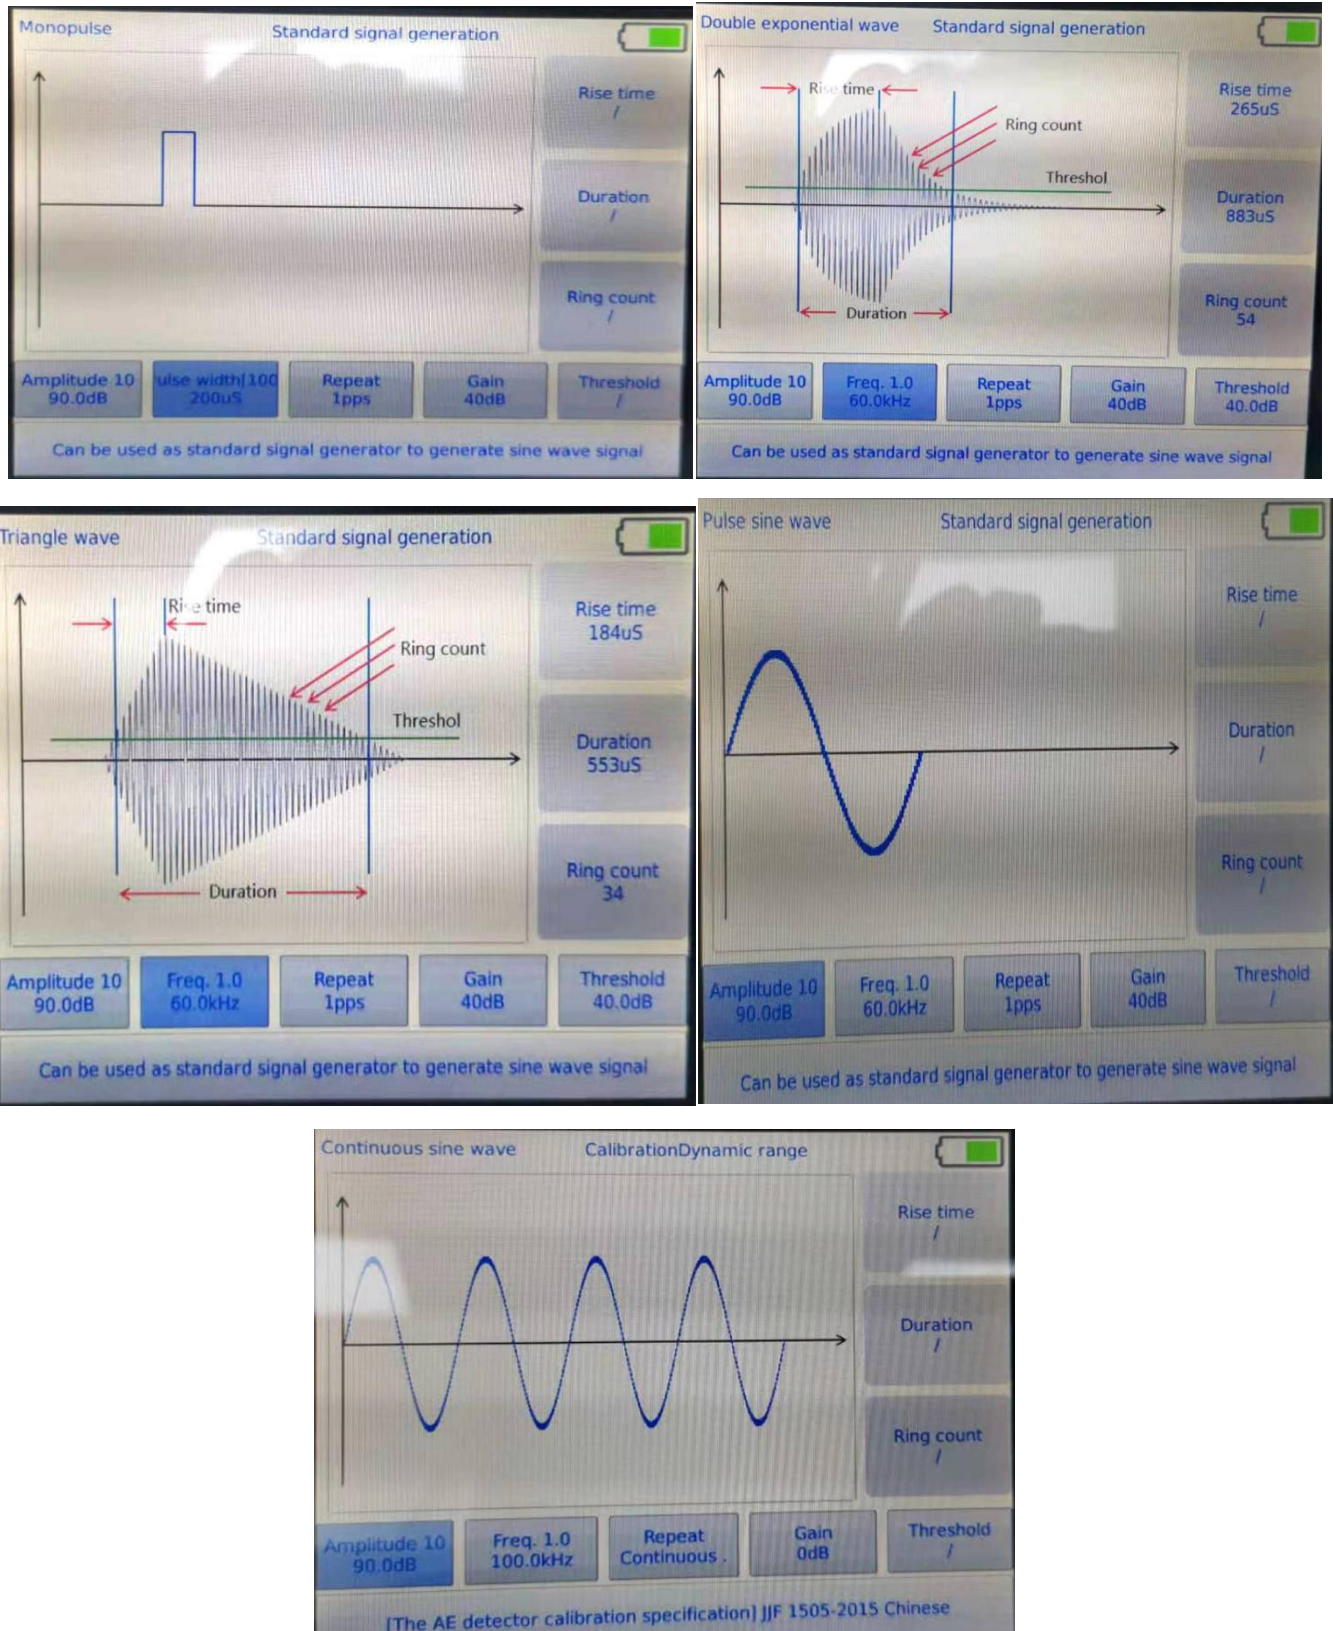 Monopulse
Standard signal generation
Rise time
/
Duration
/
Ring count
/
Amplitude 10
90.0dB
ulse width[100
200uS
Repeat
1pps
Gain
40dB
Threshold
/
Can be used as standard signal generator to generate sine wave signal
Double exponential wave
Standard signal generation
Rise time
Ring count
Threshol
Duration
Rise time
265uS
Duration
883uS
Ring count
54
Amplitude 10
90.0dB
Freq. 1.0
60.0kHz
Repeat
1pps
Gain
40dB
Threshold
40.0dB
Can be used as standard signal generator to generate sine wave signal
Triangle wave
Standard signal generation
Rise time
Ring count
Threshol
Duration
Rise time
184uS
Duration
553uS
Ring count
34
Amplitude 10
90.0dB
Freq. 1.0
60.0kHz
Repeat
1pps
Gain
40dB
Threshold
40.0dB
Can be used as standard signal generator to generate sine wave signal
Pulse sine wave
Standard signal generation
Rise time
/
Duration
/
Ring count
/
Amplitude 10
90.0dB
Freq. 1.0
60.0kHz
Repeat
1pps
Gain
40dB
Threshold
/
Can be used as standard signal generator to generate sine wave signal
Continuous sine wave
CalibrationDynamic range
Rise time
/
Duration
/
Ring count
/
Amplitude 10
90.0dB
Freq. 1.0
100.0kHz
Repeat
Continuous .
Gain
0dB
Threshold
/
[The AE detector calibration specification] JJF 1505-2015 Chinese